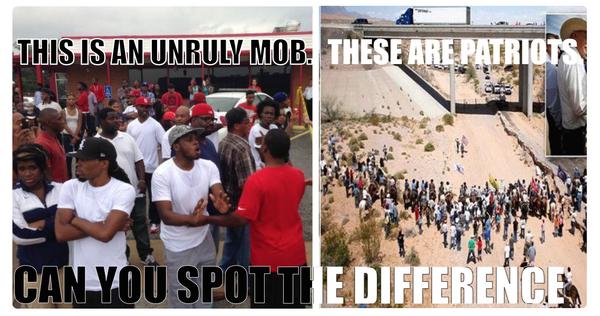 THIS IS AN UNRULY MOB.
THESE ARE PATRIOTS.
CAN YOU SPOT THE DIFFERENCE